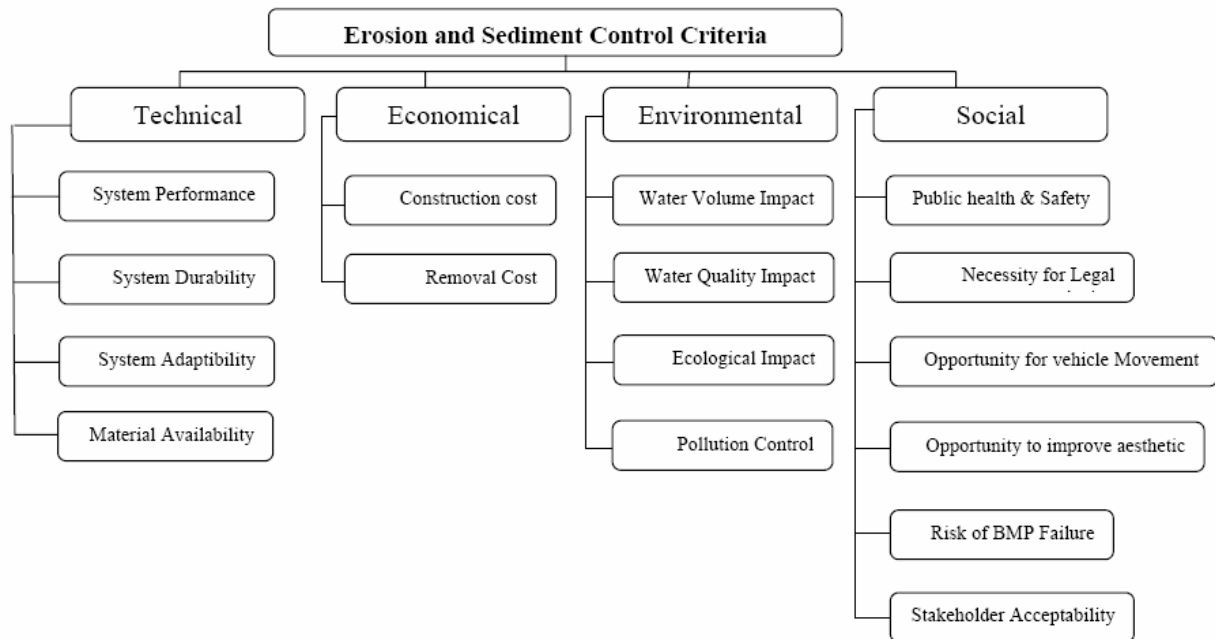 Erosion and Sediment Control Criteria
Technical
Economical
Environmental
Social
System Performance
Construction cost
Water Volume Impact
Public health & Safety
System Durability
Removal Cost
Water Quality Impact
Necessity for Legal
System Adaptibility
Ecological Impact
Opportunity for vehicle Movement
Material Availability
Pollution Control
Opportunity to improve aesthetic
Risk of BMP Failure
Stakeholder Acceptability